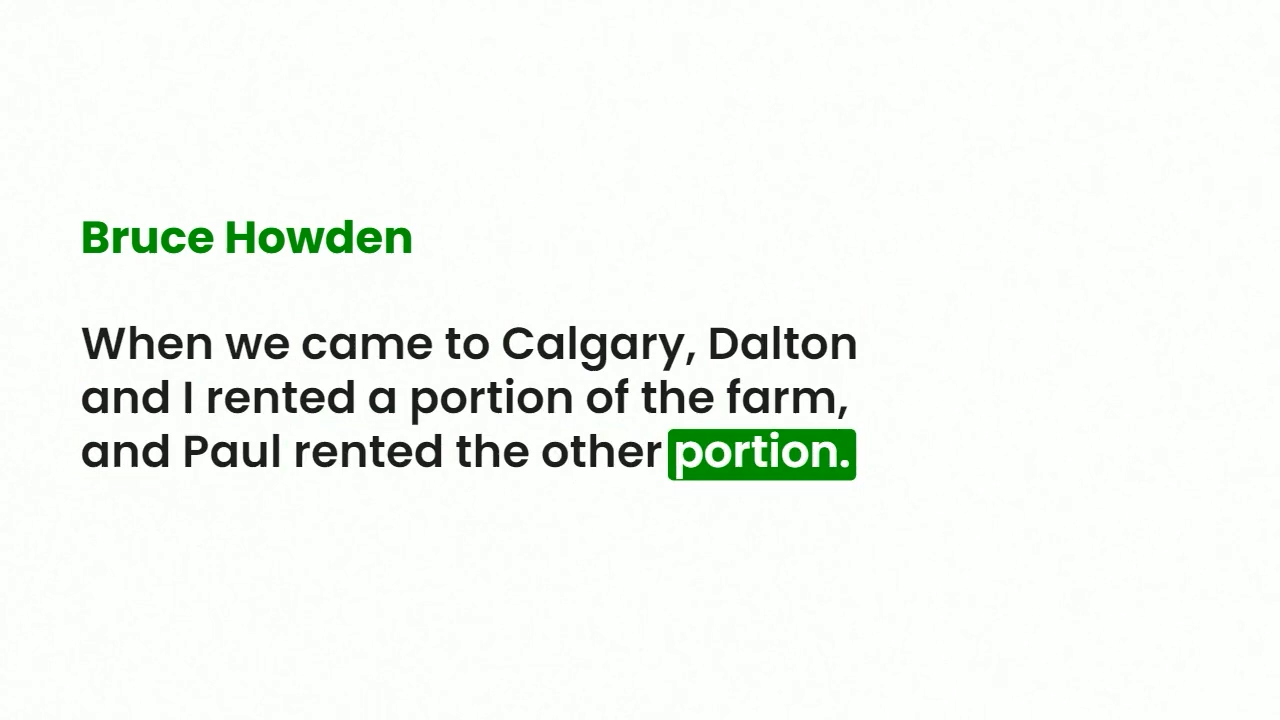 Bruce Howden
When we came to Calgary, Dalton
and I rented a portion of the farm,
and Paul rented the other portion.